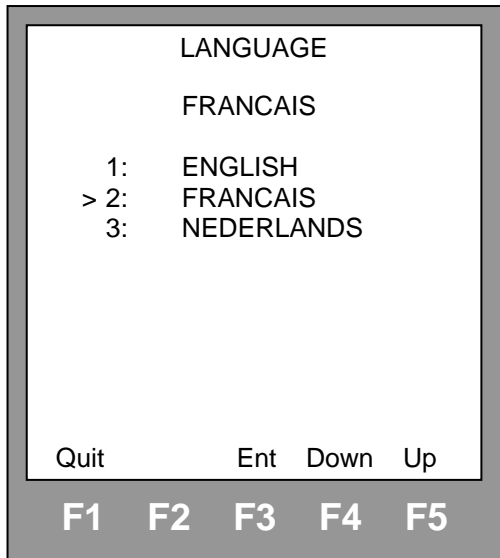 LANGUAGE
FRANCAIS
1: ENGLISH
> 2: FRANCAIS
3: NEDERLANDS
Quit Ent Down Up
F1 F2 F3 F4 F5